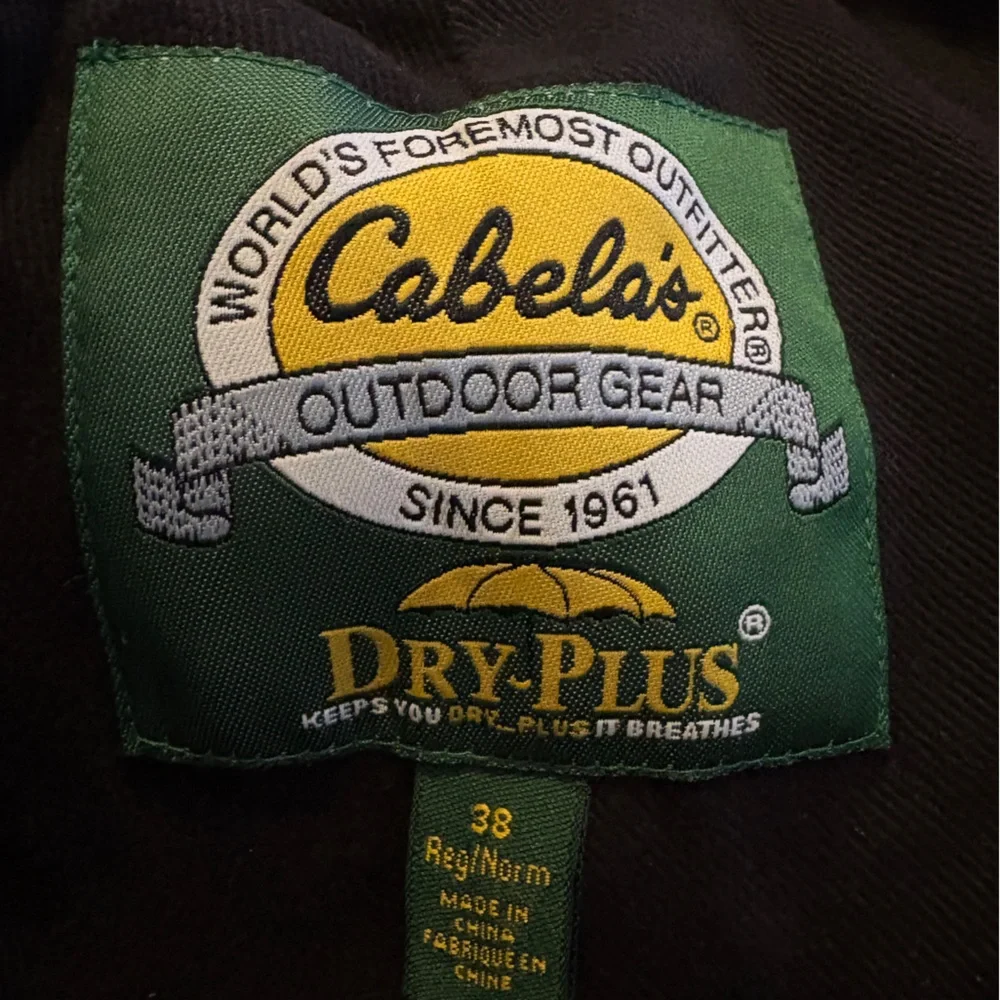 WORLD'S FOREMOST OUTFITTER®
Cabela's®
OUTDOOR GEAR
SINCE 1961
DRY-PLUS®
KEEPS YOU DRY_PLUS IT BREATHES
38
Reg/Norm
MADE IN
CHINA
FABRIQUE EN
CHINE